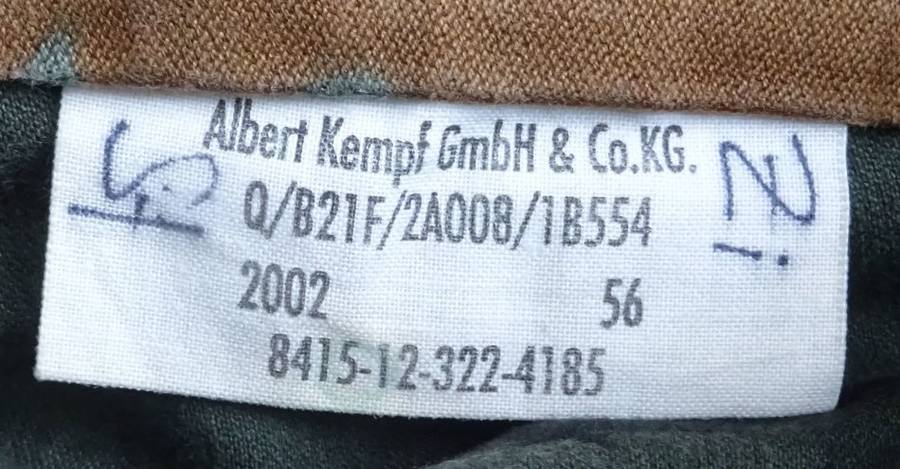 Albert Kempf GmbH & Co.KG.
Q/B21F/2A008/1B554
2002 56
8415-12-322-4185